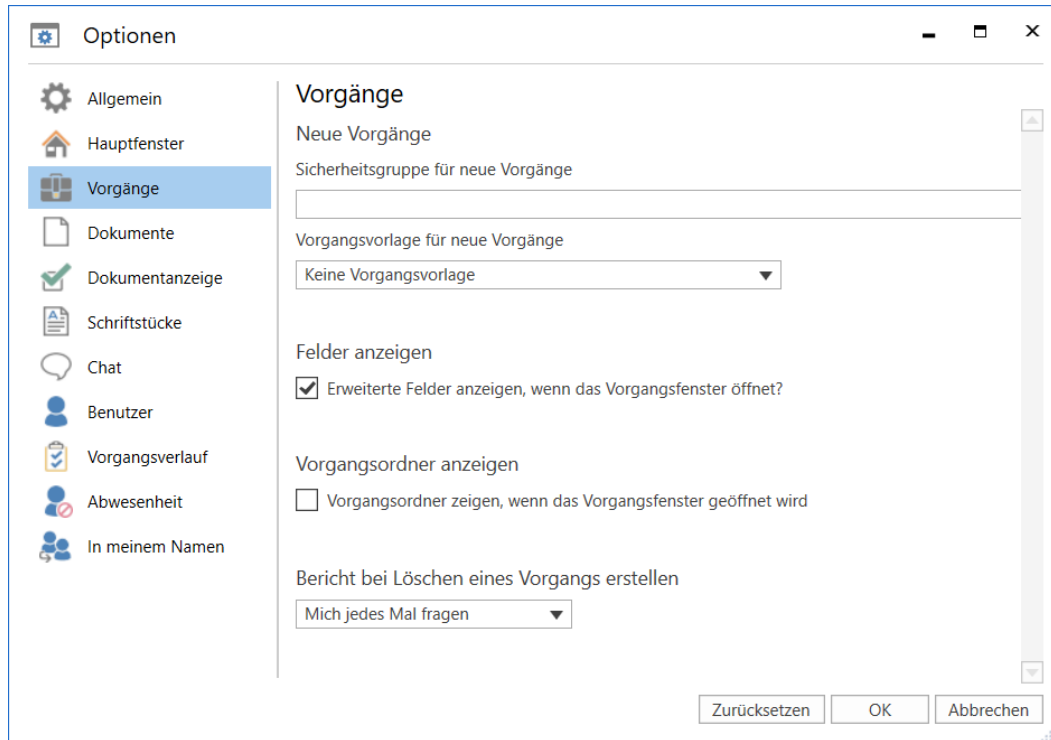 Optionen
Allgemein
Hauptfenster
Vorgänge
Dokumente
Dokumentanzeige
Schriftstücke
Chat
Benutzer
Vorgangsverlauf
Abwesenheit
In meinem Namen
Vorgänge
Neue Vorgänge
Sicherheitsgruppe für neue Vorgänge
Vorgangsvorlage für neue Vorgänge
Keine Vorgangsvorlage
Felder anzeigen
Erweiterte Felder anzeigen, wenn das Vorgangsfenster öffnet?
Vorgangsordner anzeigen
Vorgangsordner zeigen, wenn das Vorgangsfenster geöffnet wird
Bericht bei Löschen eines Vorgangs erstellen
Mich jedes Mal fragen
Zurücksetzen
OK
Abbrechen